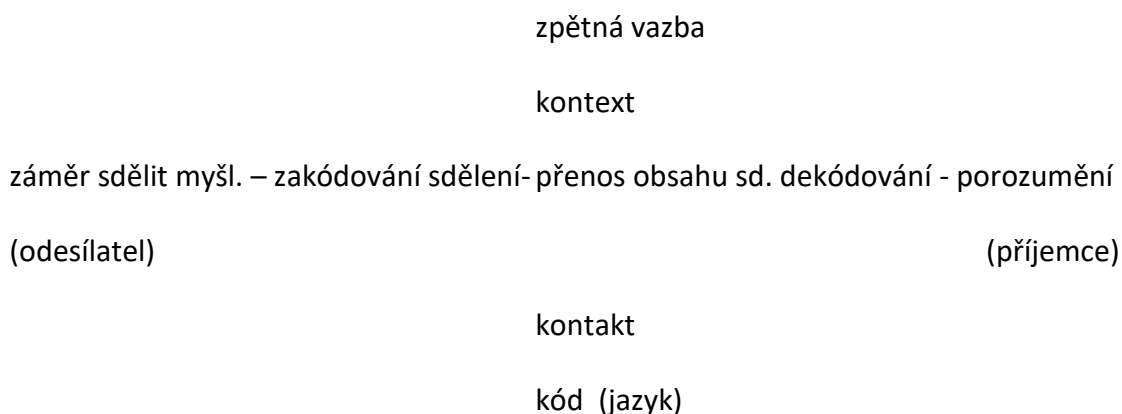 zpětná vazba
kontext
záměr sdělit myšl. – zakódování sdělení- přenos obsahu sd. dekódování - porozumění
(odesílatel) (příjemce)
kontakt
kód (jazyk)